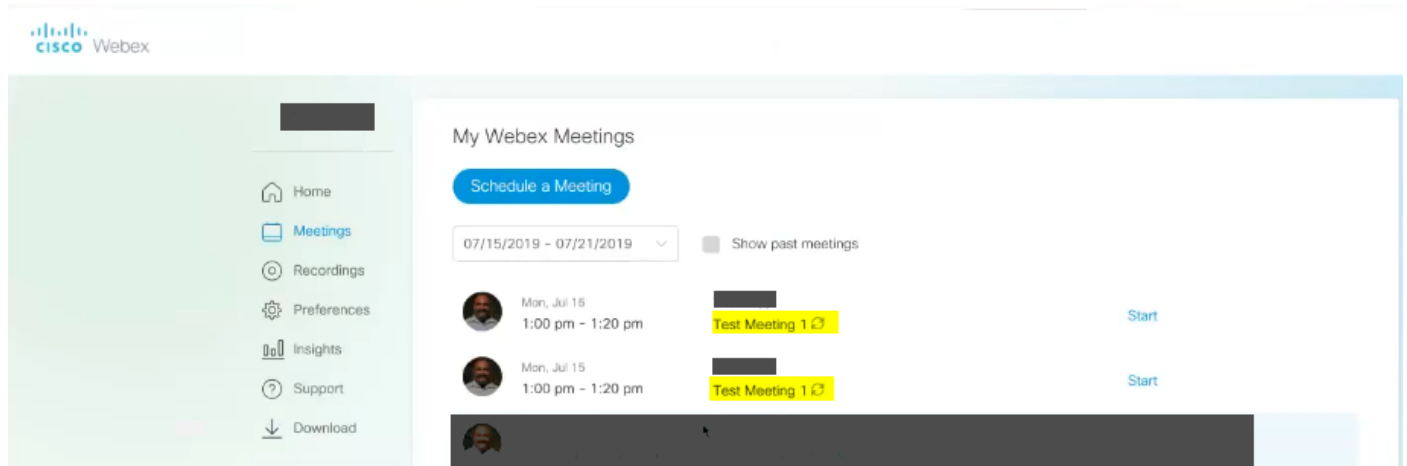 CISCO Webex
My Webex Meetings
Schedule a Meeting
Home
Meetings
07/15/2019 - 07/21/2019
Show past meetings
Recordings
Preferences
Mon, Jul 15
1:00 pm - 1:20 pm
Test Meeting 1
Start
Insights
Support
Mon, Jul 15
1:00 pm - 1:20 pm
Test Meeting 1
Start
Download